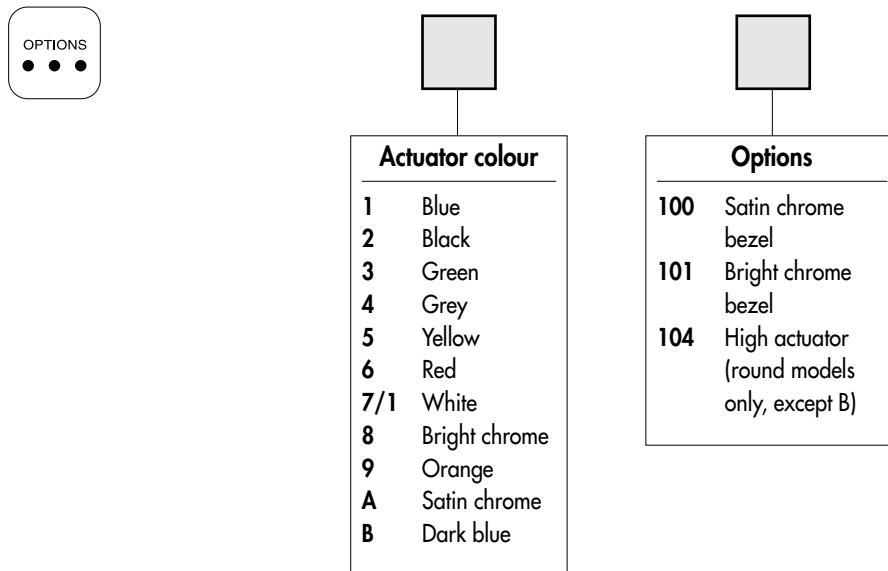 OPTIONS
Actuator colour
1 Blue
2 Black
3 Green
4 Grey
5 Yellow
6 Red
7/1 White
8 Bright chrome
9 Orange
A Satin chrome
B Dark blue
Options
100 Satin chrome
bezel
101 Bright chrome
bezel
104 High actuator
(round models
only, except B)